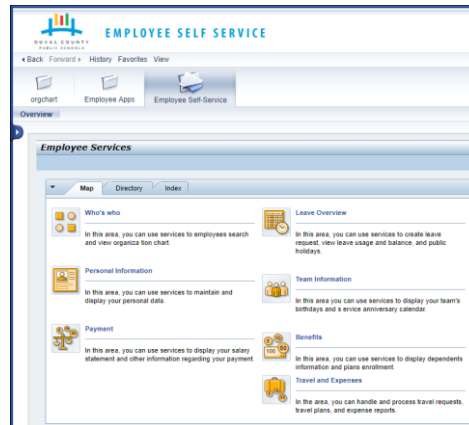 DUVAL COUNTY
PUBLIC SCHOOLS
EMPLOYEE SELF SERVICE
Back Forward History Favorites View
orgchart Employee Apps Employee Self-Service
Overview
Employee Services
Map Directory Index
Who's who
In this area, you can use services to employees search
and view organiza tion chart.
Personal Information
In this area, you can use services to maintain and
display your personal data.
Payment
In this area, you can use services to display your salary
statement and other information regarding your payment.
Leave Overview
In this area, you can use services to create leave
request, view leave usage and balance, and public
holidays.
Team Information
In this area you can use services to display your team's
birthdays and s ervice anniversary calendar.
Benefits
In this area, you can use services to display dependents
information and plans enrollment.
Travel and Expenses
In the area, you can handle and process travel requests,
travel plans, and expense reports.